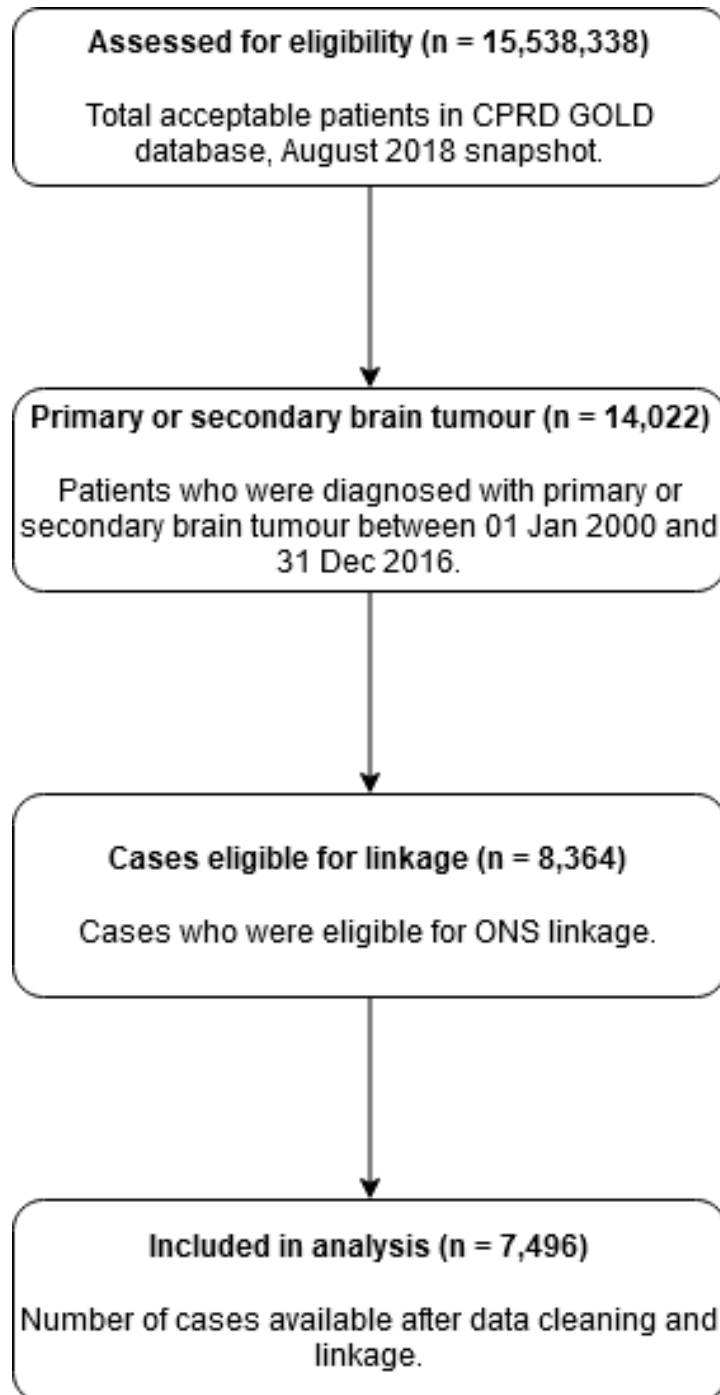 Assessed for eligibility (n = 15,538,338)
Total acceptable patients in CPRD GOLD
database, August 2018 snapshot.
Primary or secondary brain tumour (n = 14,022)
Patients who were diagnosed with primary or
secondary brain tumour between 01 Jan 2000 and
31 Dec 2016.
Cases eligible for linkage (n = 8,364)
Cases who were eligible for ONS linkage.
Included in analysis (n = 7,496)
Number of cases available after data cleaning and
linkage.